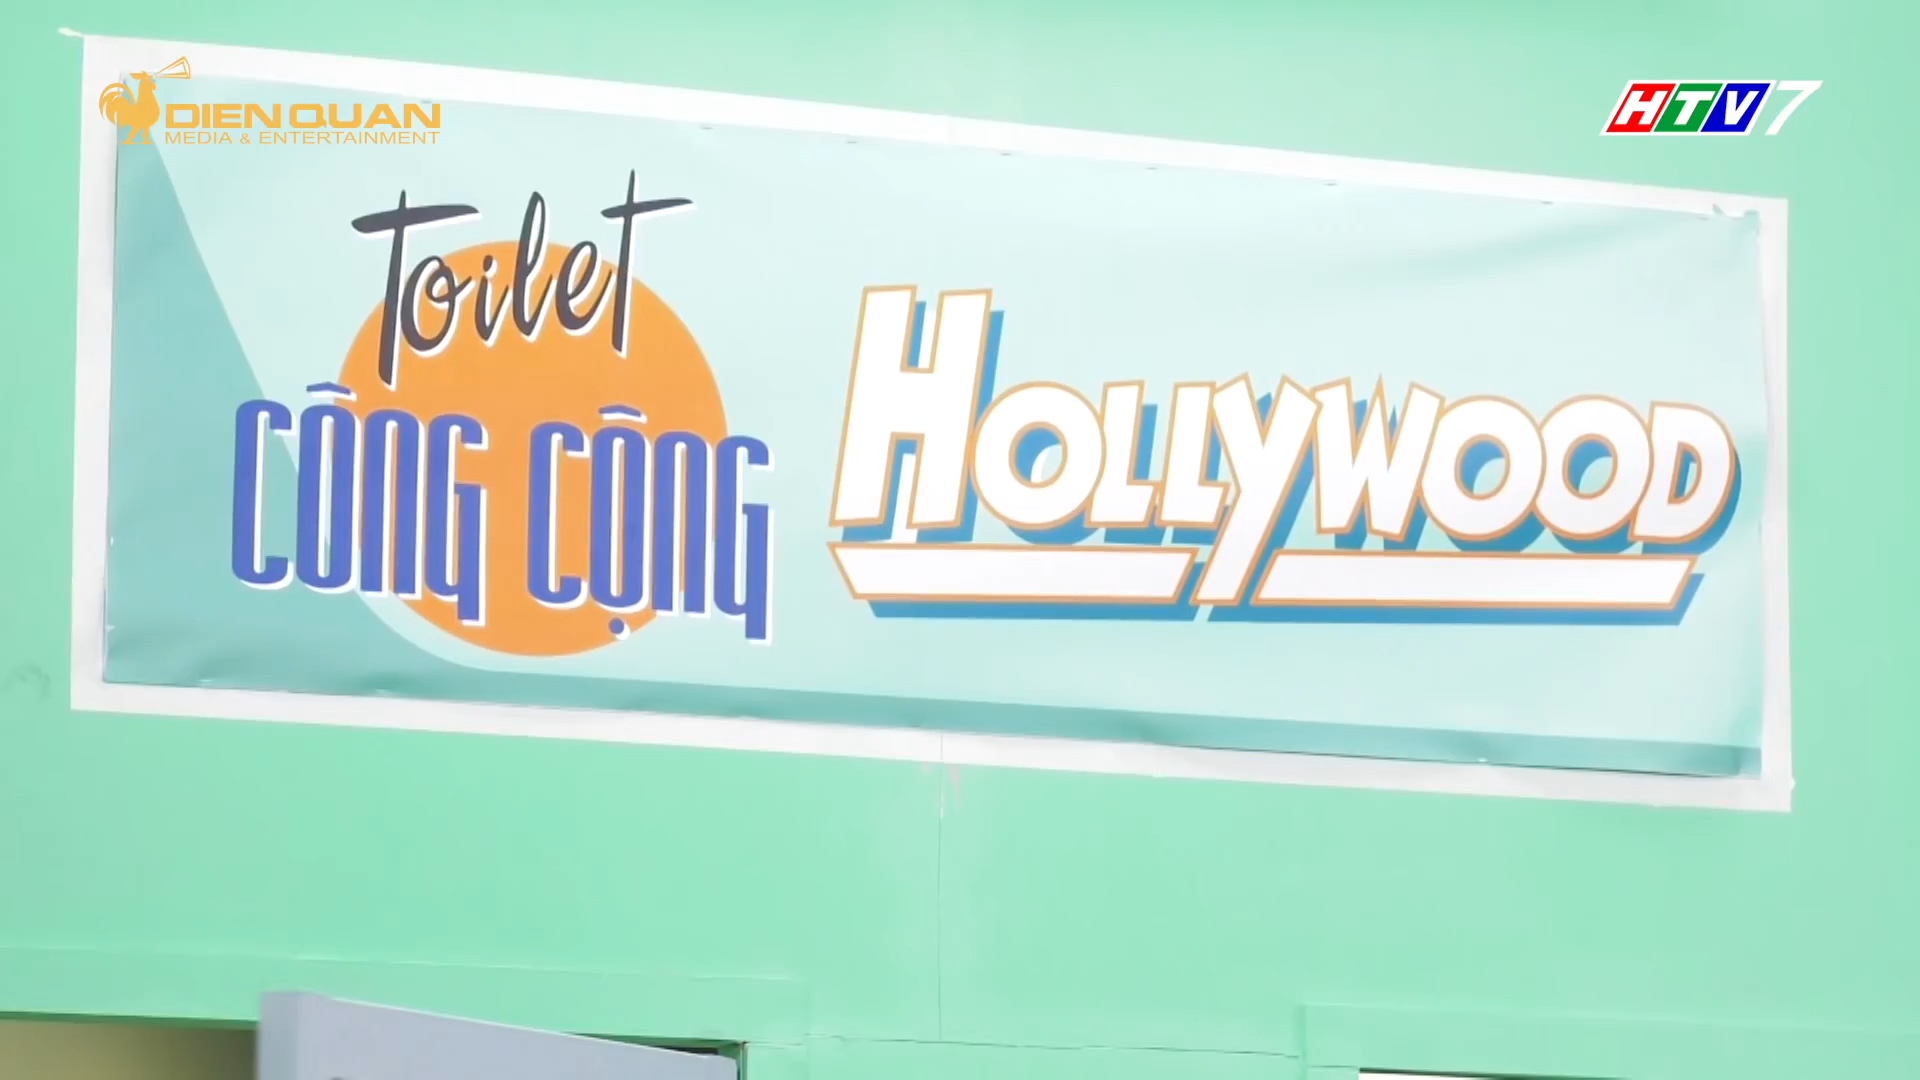 DIEN QUAN
MEDIA & ENTERTAINMENT
HTV7
Toilet
CÔNG CỘNG
HOLLYWOOD